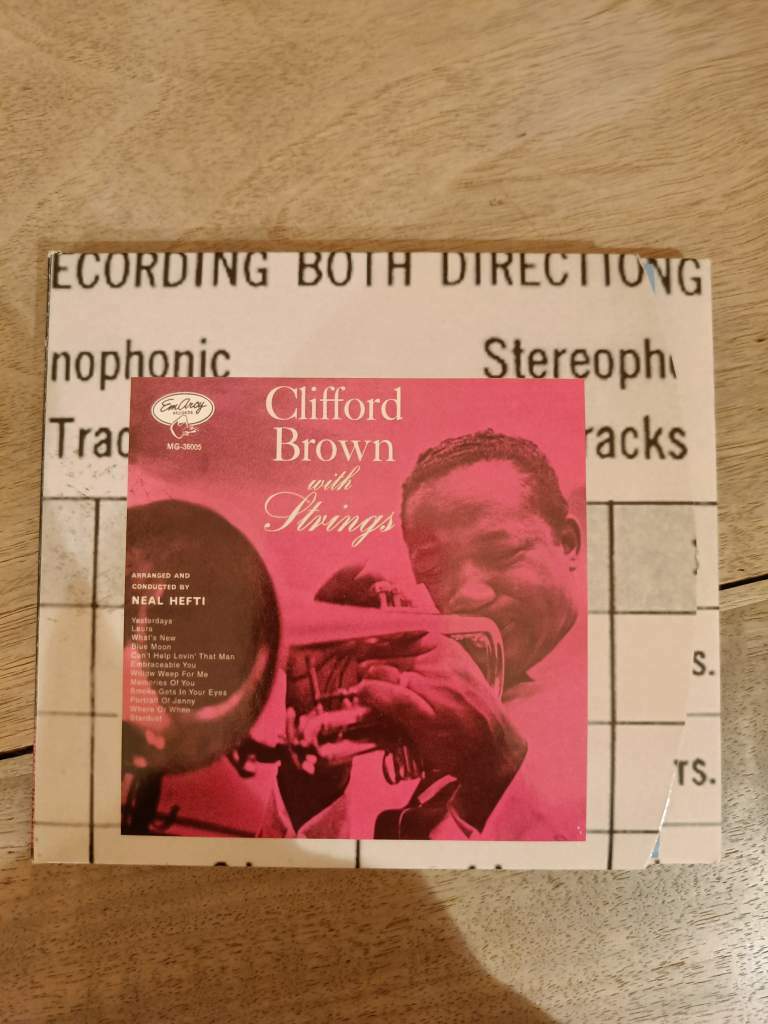 ECORDING BOTH DIRECTIONG
nophonic
Stereoph
Trac
racks
EmArcy
RECORDS
MG-36005
Clifford
Brown
with
Strings
ARRANGED AND
CONDUCTED BY
NEAL HEFTI
Yesterdays
Laura
What's New
Blue Moon
Can't Help Lovin' That Man
Embraceable You
Willow Weep For Me
Memories Of You
Smoke Gets In Your Eyes
Portrait Of Jenny
Where Or When
Stardust
s.
rs.